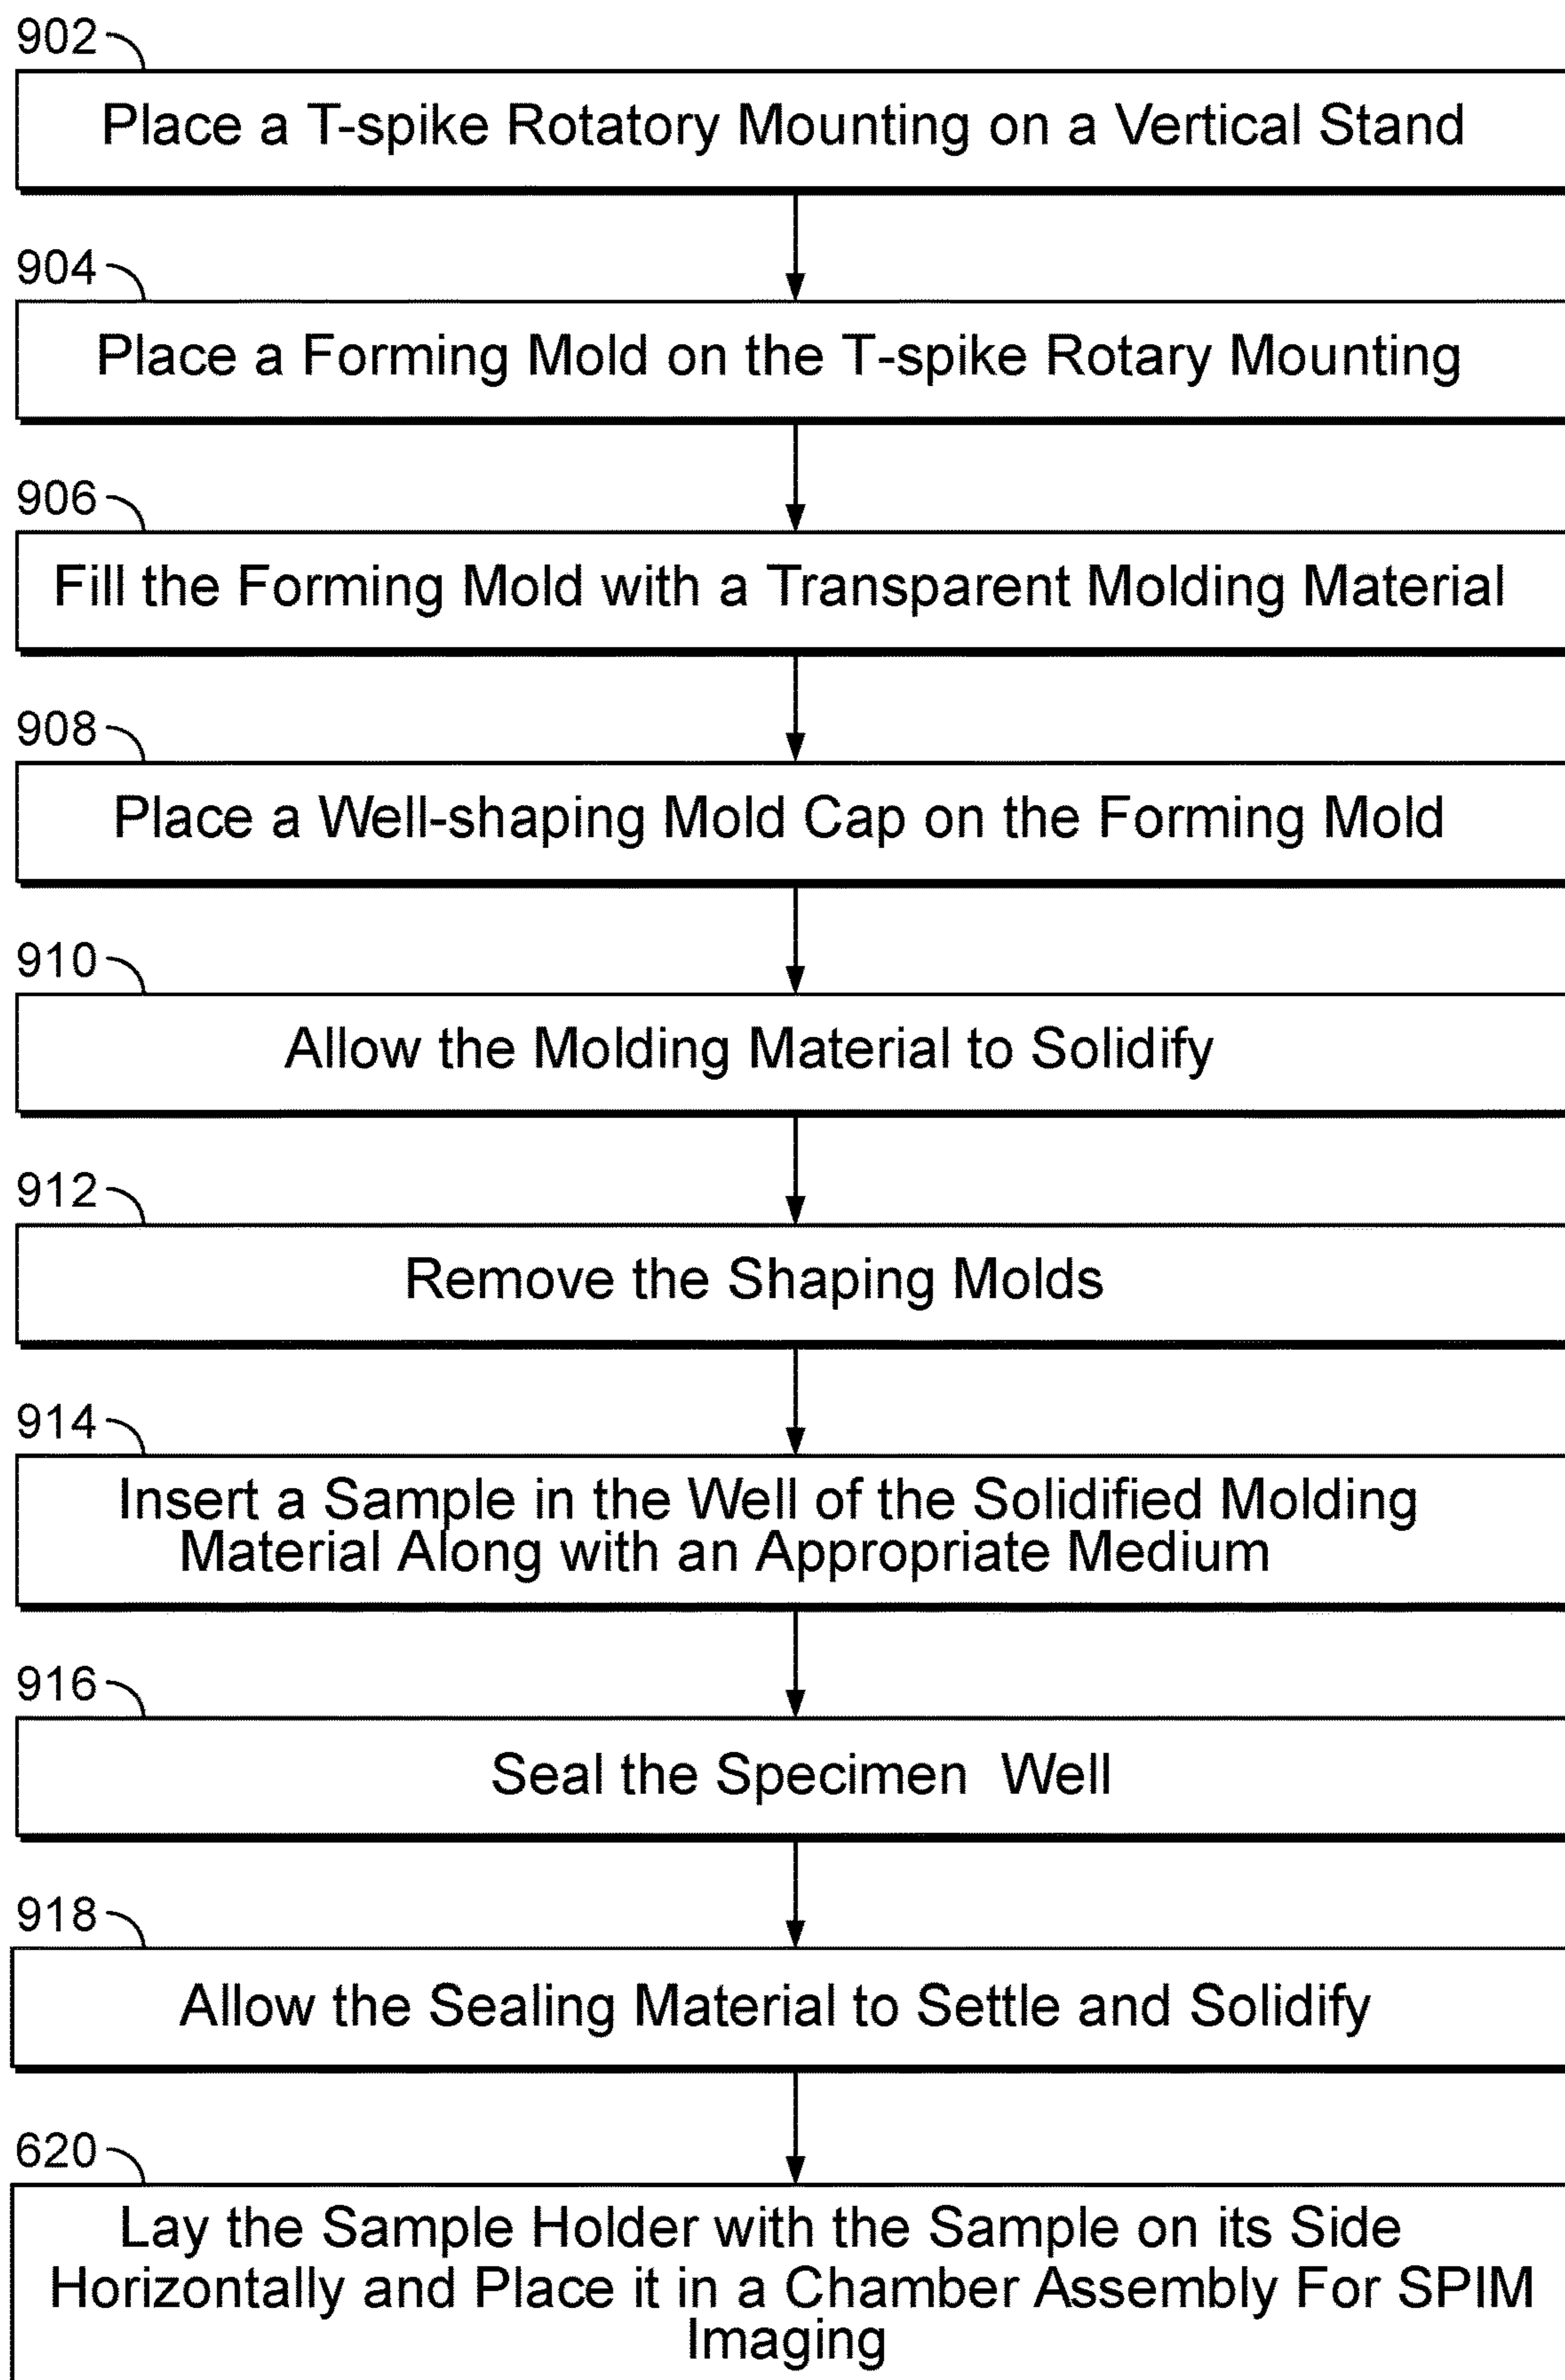 902
Place a T-spike Rotatory Mounting on a Vertical Stand
904
Place a Forming Mold on the T-spike Rotary Mounting
906
Fill the Forming Mold with a Transparent Molding Material
908
Place a Well-shaping Mold Cap on the Forming Mold
910
Allow the Molding Material to Solidify
912
Remove the Shaping Molds
914
Insert a Sample in the Well of the Solidified Molding
Material Along with an Appropriate Medium
916
Seal the Specimen Well
918
Allow the Sealing Material to Settle and Solidify
620
Lay the Sample Holder with the Sample on its Side
Horizontally and Place it in a Chamber Assembly For SPIM
Imaging